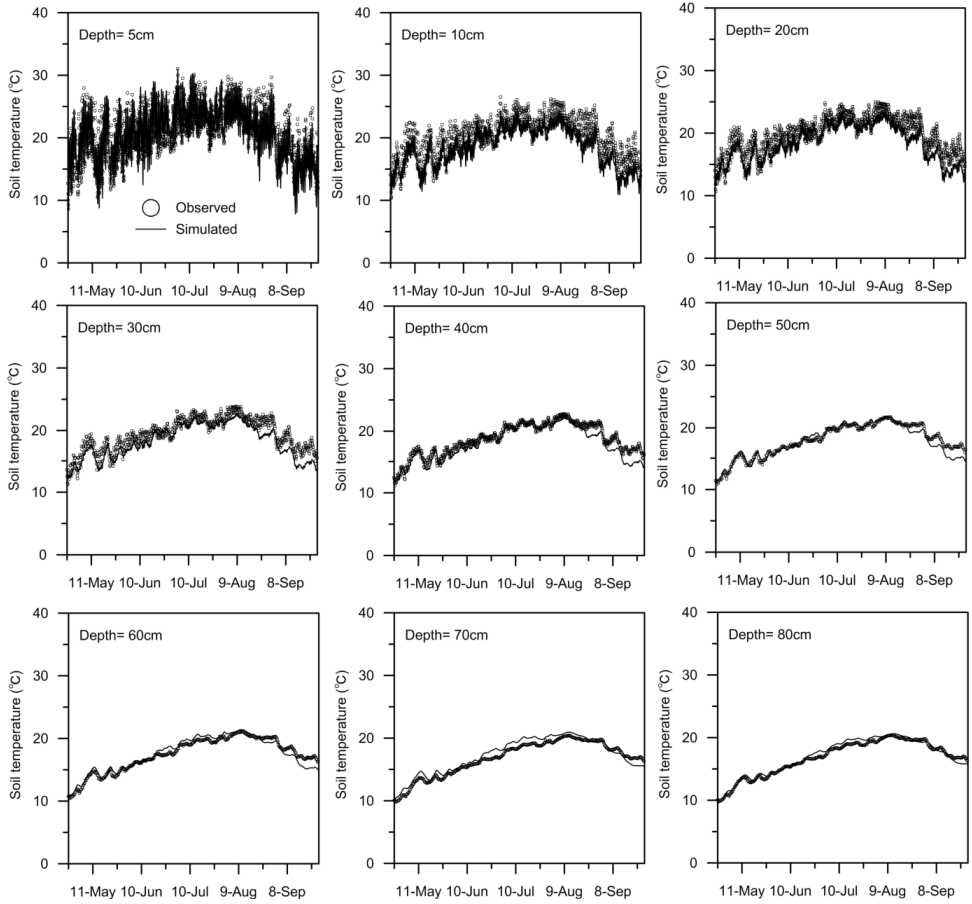 40
30
20
10
0
Soil temperature (℃)
Depth= 5cm
Observed
Simulated
11-May 10-Jun 10-Jul 9-Aug 8-Sep
40
30
20
10
0
Soil temperature (℃)
Depth= 10cm
11-May 10-Jun 10-Jul 9-Aug 8-Sep
40
30
20
10
0
Soil temperature (℃)
Depth= 20cm
11-May 10-Jun 10-Jul 9-Aug 8-Sep
40
30
20
10
0
Soil temperature (℃)
Depth= 30cm
11-May 10-Jun 10-Jul 9-Aug 8-Sep
40
30
20
10
0
Soil temperature (℃)
Depth= 40cm
11-May 10-Jun 10-Jul 9-Aug 8-Sep
40
30
20
10
0
Soil temperature (℃)
Depth= 50cm
11-May 10-Jun 10-Jul 9-Aug 8-Sep
40
30
20
10
0
Soil temperature (℃)
Depth= 60cm
11-May 10-Jun 10-Jul 9-Aug 8-Sep
40
30
20
10
0
Soil temperature (℃)
Depth= 70cm
11-May 10-Jun 10-Jul 9-Aug 8-Sep
40
30
20
10
0
Soil temperature (℃)
Depth= 80cm
11-May 10-Jun 10-Jul 9-Aug 8-Sep